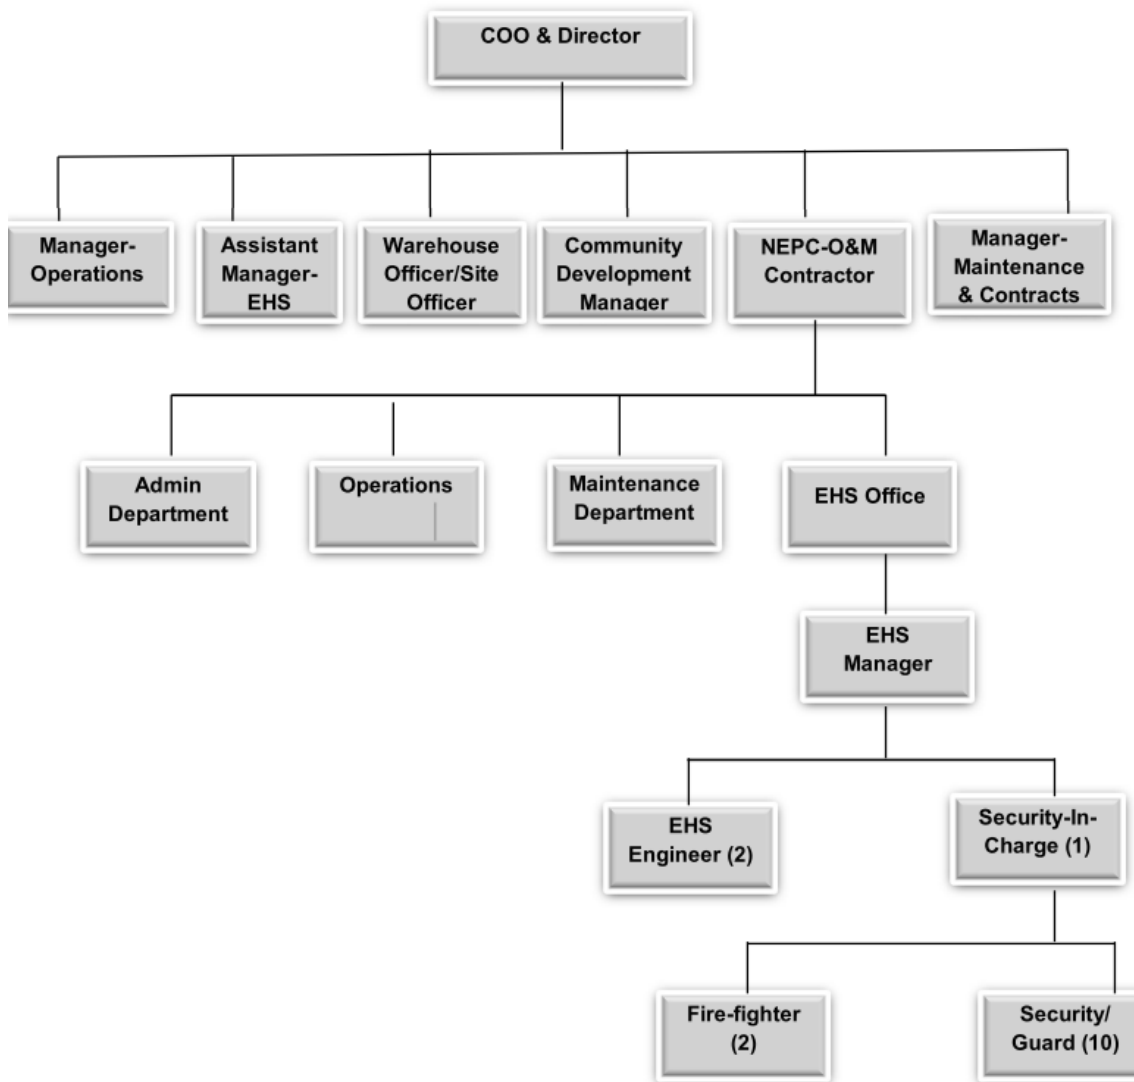 COO & Director
Manager-
Operations
Assistant
Manager-
EHS
Warehouse
Officer/Site
Officer
Community
Development
Manager
NEPC-O&M
Contractor
Manager-
Maintenance
& Contracts
Admin
Department
Operations
Maintenance
Department
EHS Office
EHS
Manager
EHS
Engineer (2)
Security-In-
Charge (1)
Fire-fighter
(2)
Security/
Guard (10)